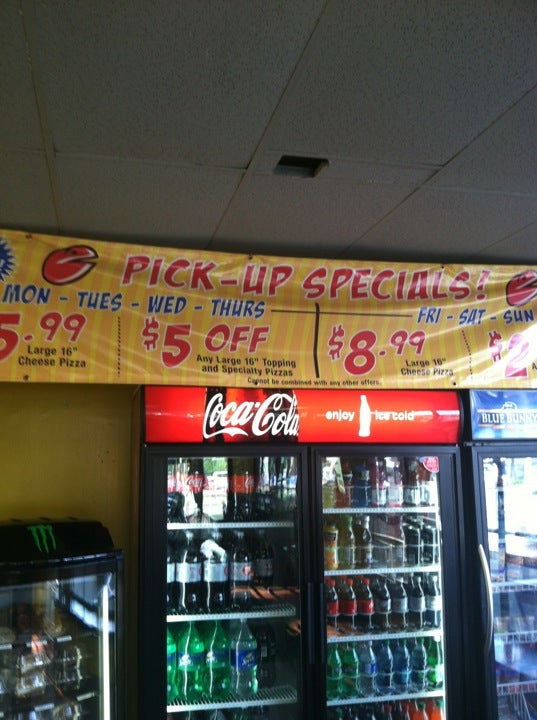 PICK-UP SPECIALS!
MON - TUES - WED - THURS
FRI - SAT - SUN
5.99
Large 16"
Cheese Pizza
$5 OFF
Any Large 16" Topping
and Specialty Pizzas
$8.99
Large 16"
Cheese Pizza
$2
Cannot be combined with any other offers.
Coca-Cola
enjoy ice cold
BLUE BUNNY